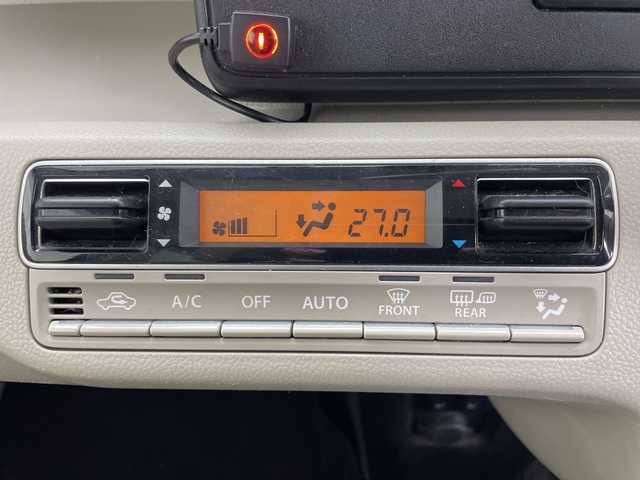 27.0
A/C OFF AUTO FRONT REAR